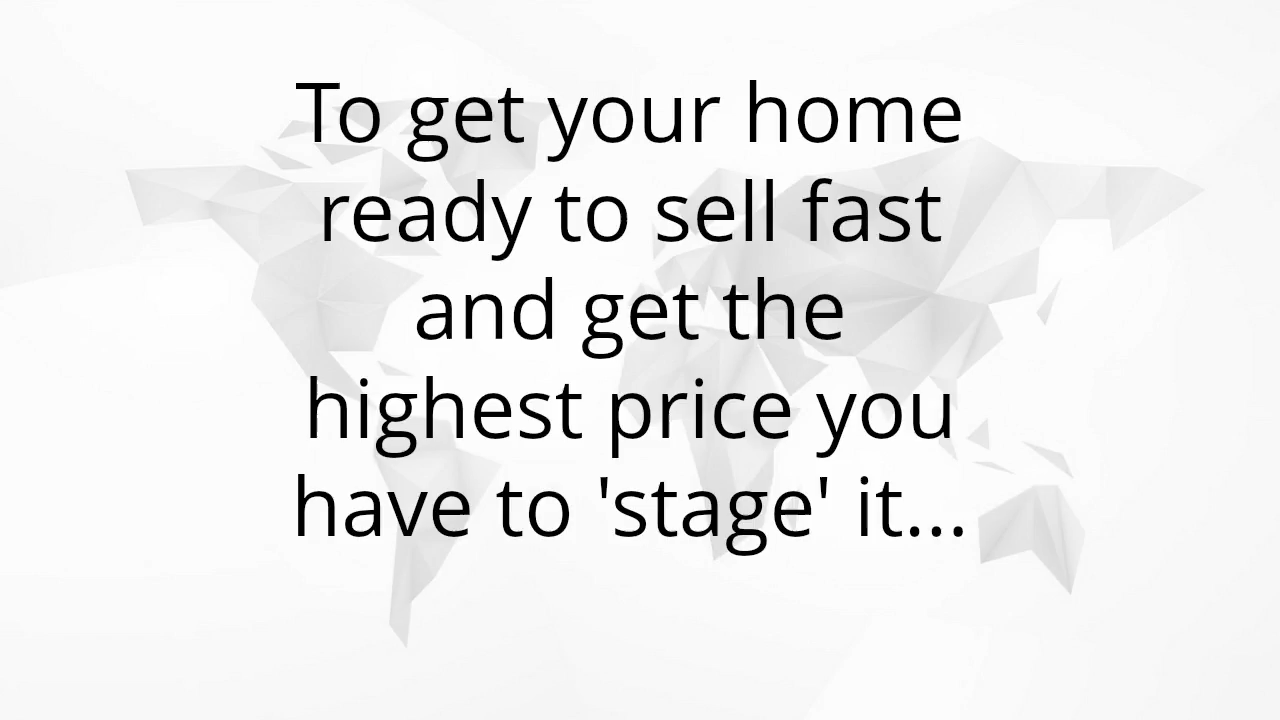 To get your home
ready to sell fast
and get the
highest price you
have to 'stage' it...